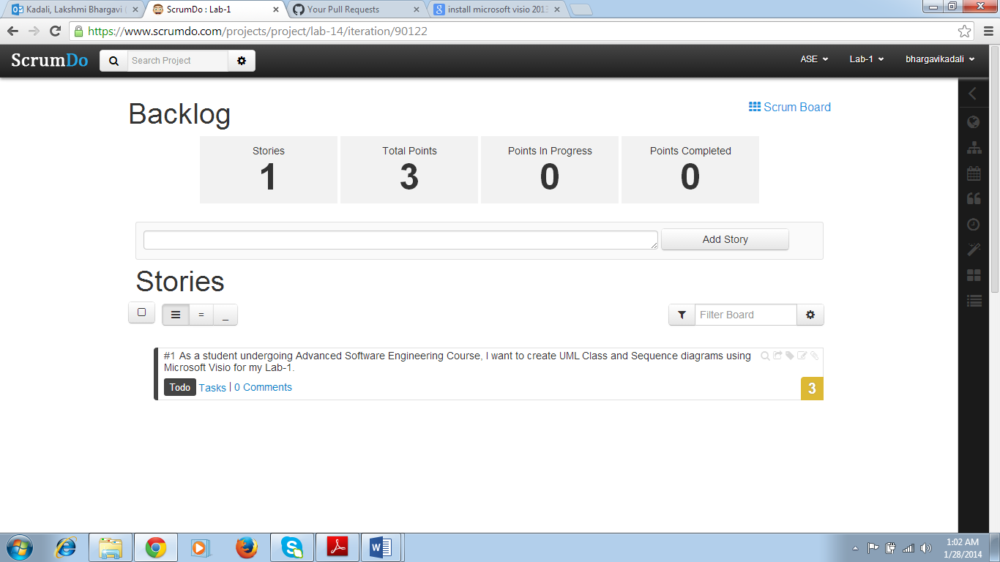 Kadali, Lakshmi Bhargavi (
ScrumDo : Lab-1
Your Pull Requests
install microsoft visio 2013
https://www.scrumdo.com/projects/project/lab-14/iteration/90122
ScrumDo
Search Project
ASE
Lab-1
bhargavikadali
Backlog
Scrum Board
Stories
1
Total Points
3
Points In Progress
0
Points Completed
0
Add Story
Stories
=
_
Filter Board
#1 As a student undergoing Advanced Software Engineering Course, I want to create UML Class and Sequence diagrams using
Microsoft Visio for my Lab-1.
Todo Tasks | 0 Comments
3
1:02 AM
1/28/2014